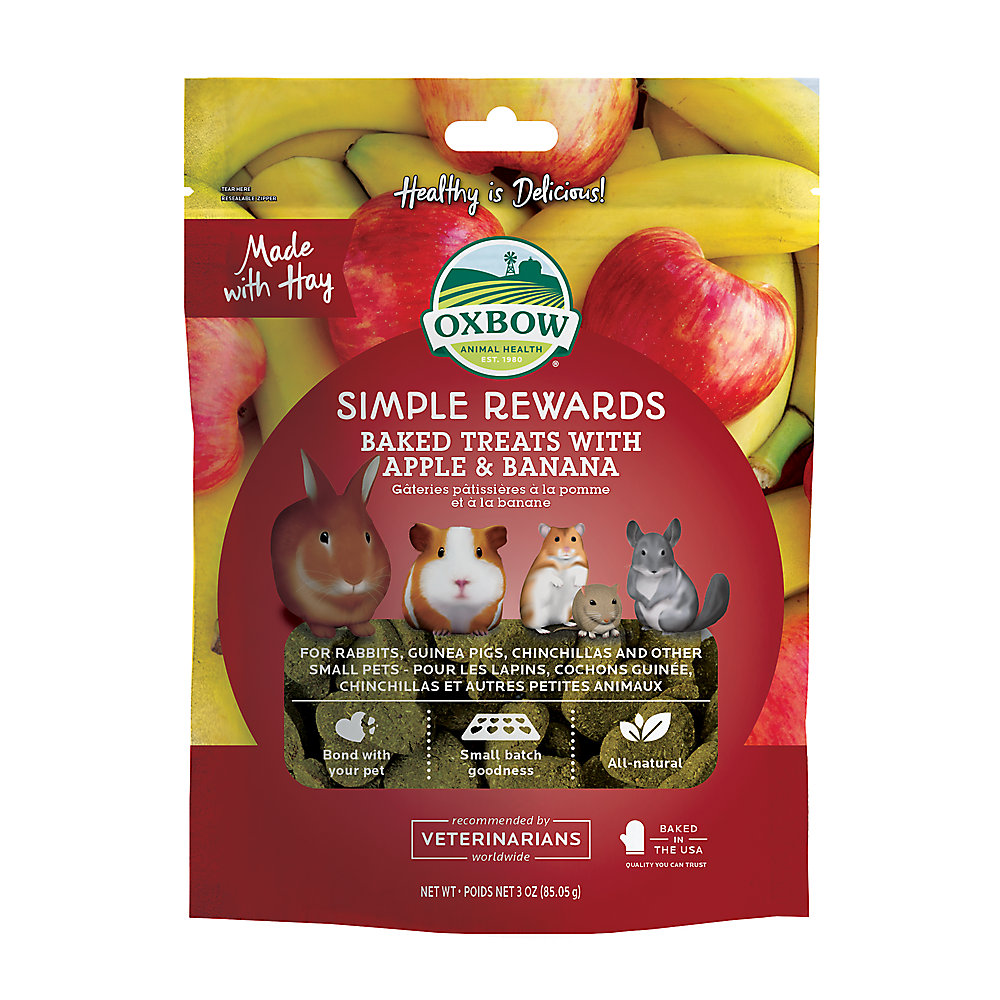 Healthy is Delicious!
TEAR HERE
RESEALABLE ZIPPER
Made
with Hay
OXBOW
ANIMAL HEALTH
EST. 1980
®
SIMPLE REWARDS
BAKED TREATS WITH
APPLE & BANANA
Gâteries pâtissières à la pomme
et à la banane
FOR RABBITS, GUINEA PIGS, CHINCHILLAS AND OTHER
SMALL PETS - POUR LES LAPINS, COCHONS GUINÉE,
CHINCHILLAS ET AUTRES PETITES ANIMAUX
Bond with
your pet
Small batch
goodness
All-natural
recommended by
VETERINARIANS
worldwide
BAKED
IN
THE USA
QUALITY YOU CAN TRUST
NET WT • POIDS NET 3 OZ (85.05 g)